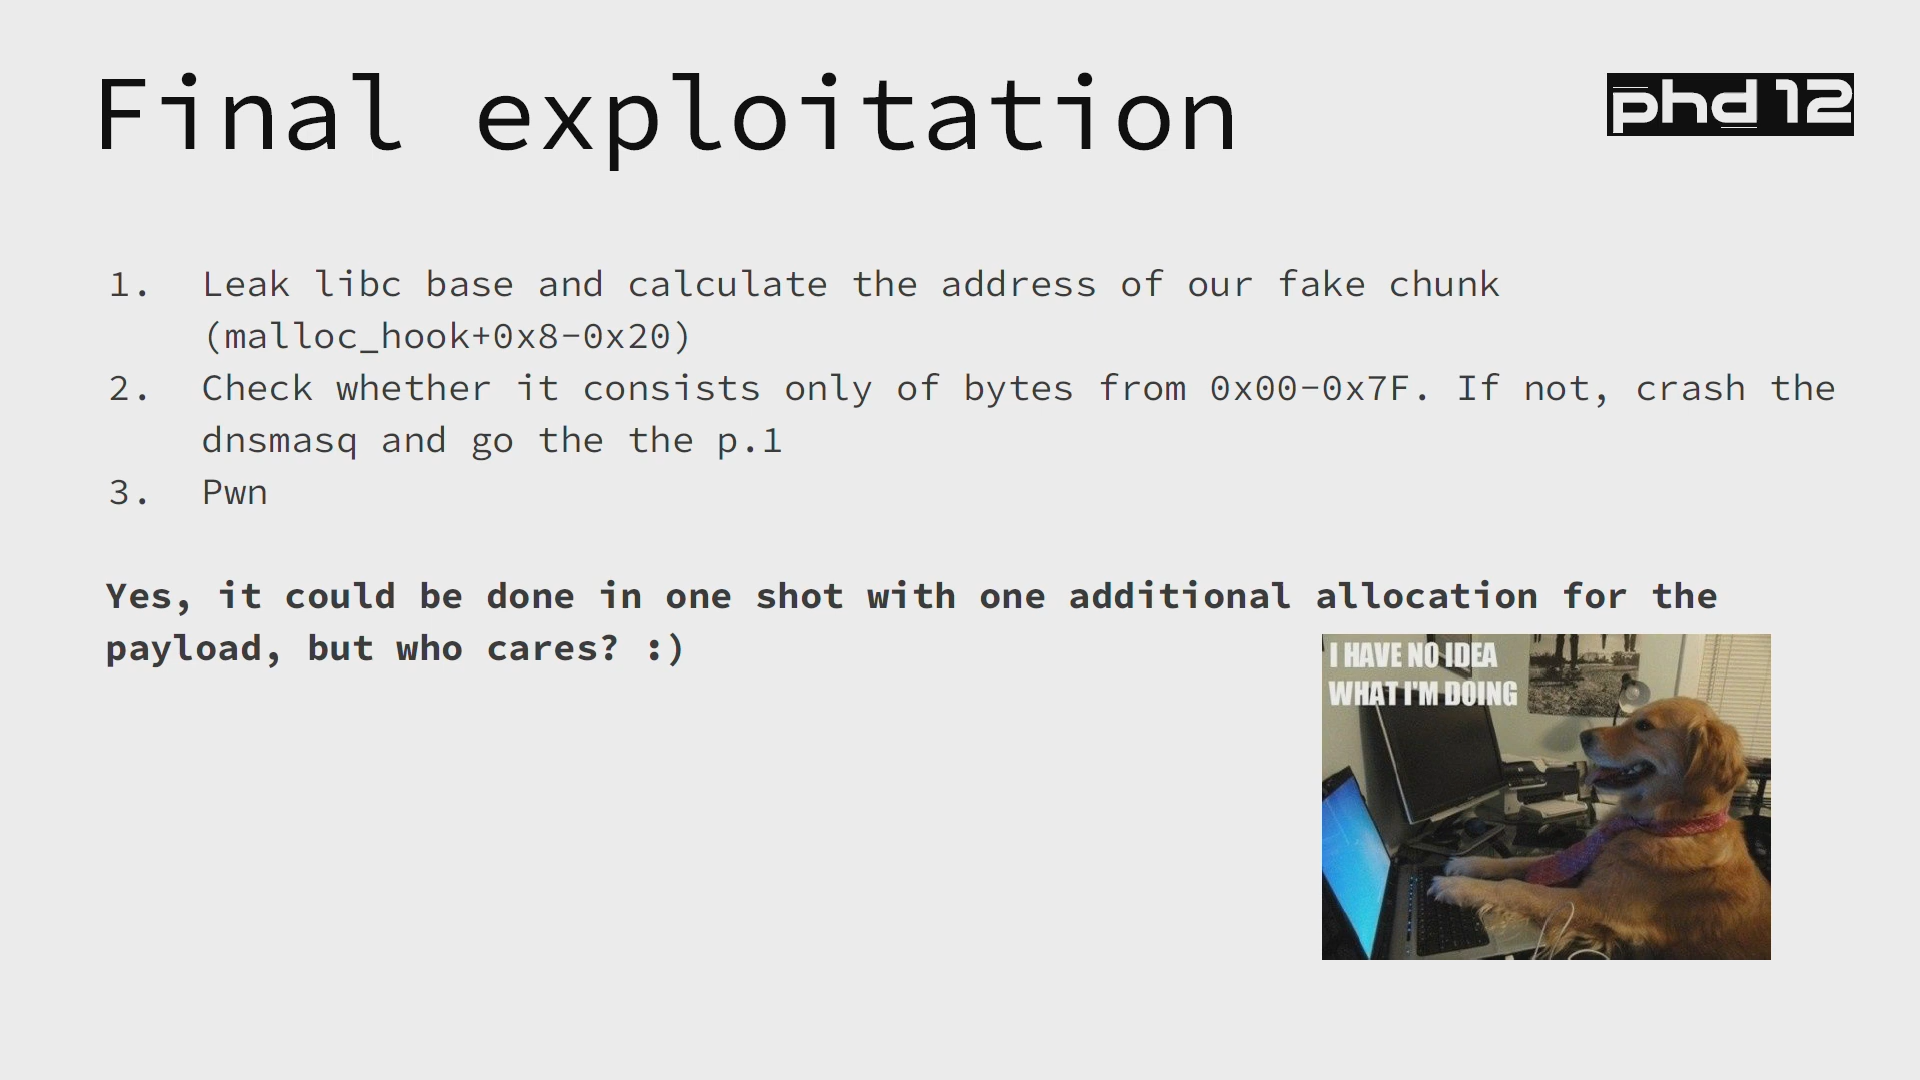 Final exploitation
phd 12
1. Leak libc base and calculate the address of our fake chunk
(malloc_hook+0x8-0x20)
2. Check whether it consists only of bytes from 0x00-0x7F. If not, crash the
dnsmasq and go the the p.1
3. Pwn
Yes, it could be done in one shot with one additional allocation for the
payload, but who cares? :)
I HAVE NO IDEA
WHAT I'M DOING